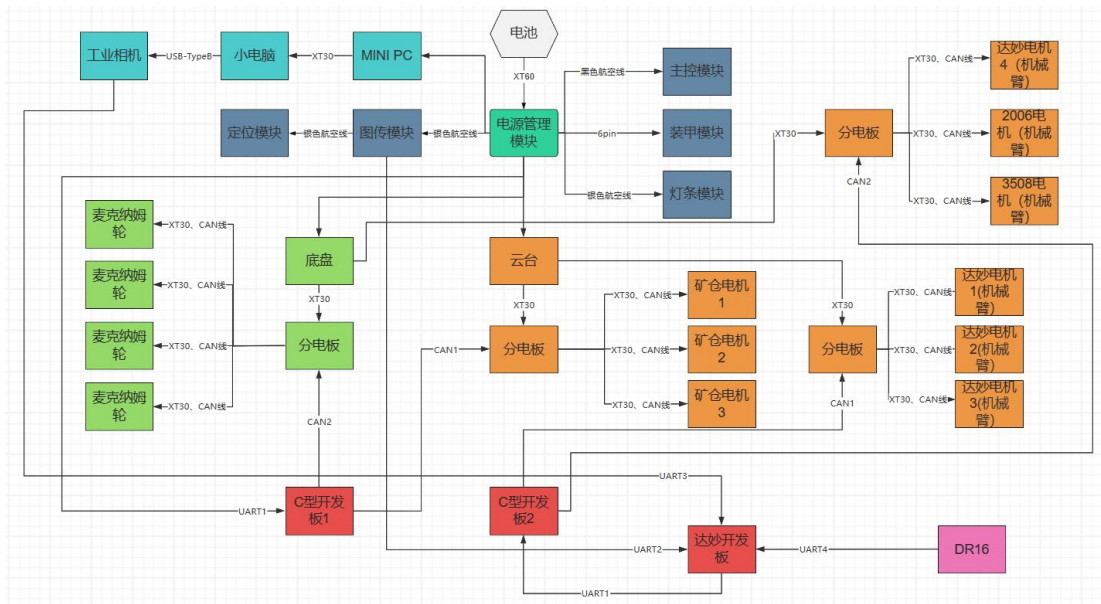 电池
XT60
工业相机
USB-TypeB
小电脑
XT30
MINI PC
定位模块
银色航空线
图传模块
银色航空线
电源管理
模块
黑色航空线
主控模块
6pin
装甲模块
银色航空线
灯条模块
XT30
分电板
CAN2
XT30、CAN线
达妙电机
4（机械
臂）
XT30、CAN线
2006电
机（机械
臂）
XT30、CAN线
3508电
机（机械
臂）
麦克纳姆
轮
XT30、CAN线
麦克纳姆
轮
XT30、CAN线
麦克纳姆
轮
XT30、CAN线
麦克纳姆
轮
XT30、CAN线
底盘
XT30
分电板
CAN2
云台
XT30
分电板
CAN1
XT30、CAN线
矿仓电机
1
XT30、CAN线
矿仓电机
2
XT30、CAN线
矿仓电机
3
XT30
分电板
CAN1
XT30、CAN线
达妙电机
1(机械
臂)
XT30、CAN线
达妙电机
2(机械
臂)
XT30、CAN线
达妙电机
3(机械
臂)
UART1
C型开发
板1
C型开发
板2
UART3
UART2
达妙开发
板
UART4
DR16
UART1